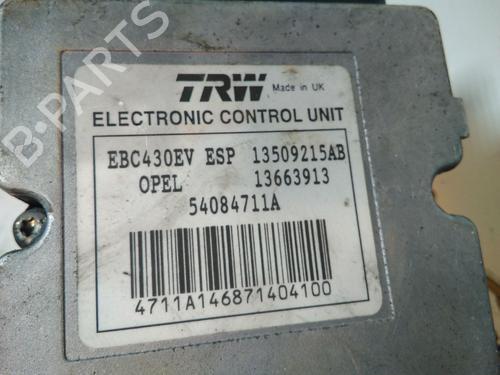 TRW Made in UK
ELECTRONIC CONTROL UNIT
EBC430EV ESP 13509215AB
OPEL 13663913
54084711A
4711A146871404100
B-PARTS